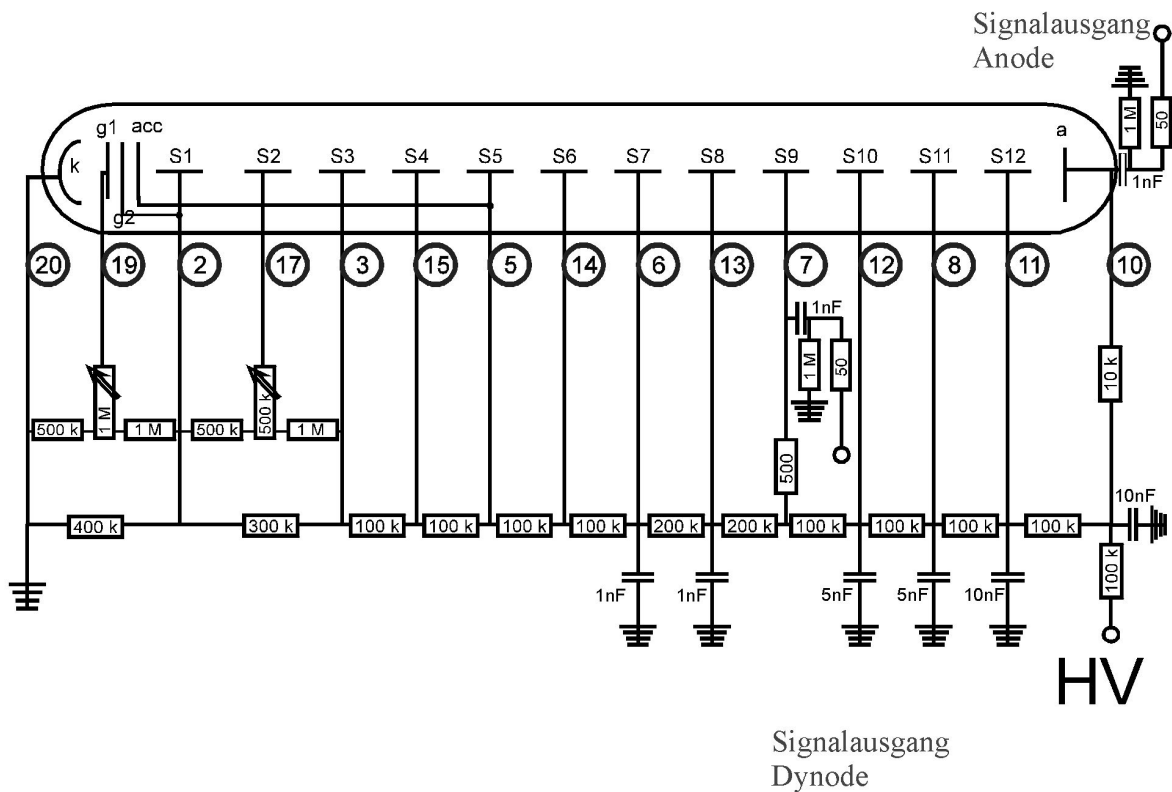 Signalausgang
Anode
1 M
50
g1 acc
k
S1 S2 S3 S4 S5 S6 S7 S8 S9 S10 S11 S12
a
1nF
g2
20 19 2 17 3 15 5 14 6 13 7 12 8 11 10
1nF
1 M
50
10 k
500 k 1 M 1 M 500 k 500 k 1 M
500
10nF
400 k 300 k 100 k 100 k 100 k 100 k 200 k 200 k 100 k 100 k 100 k 100 k
100 k
1nF 1nF 5nF 5nF 10nF
HV
Signalausgang
Dynode